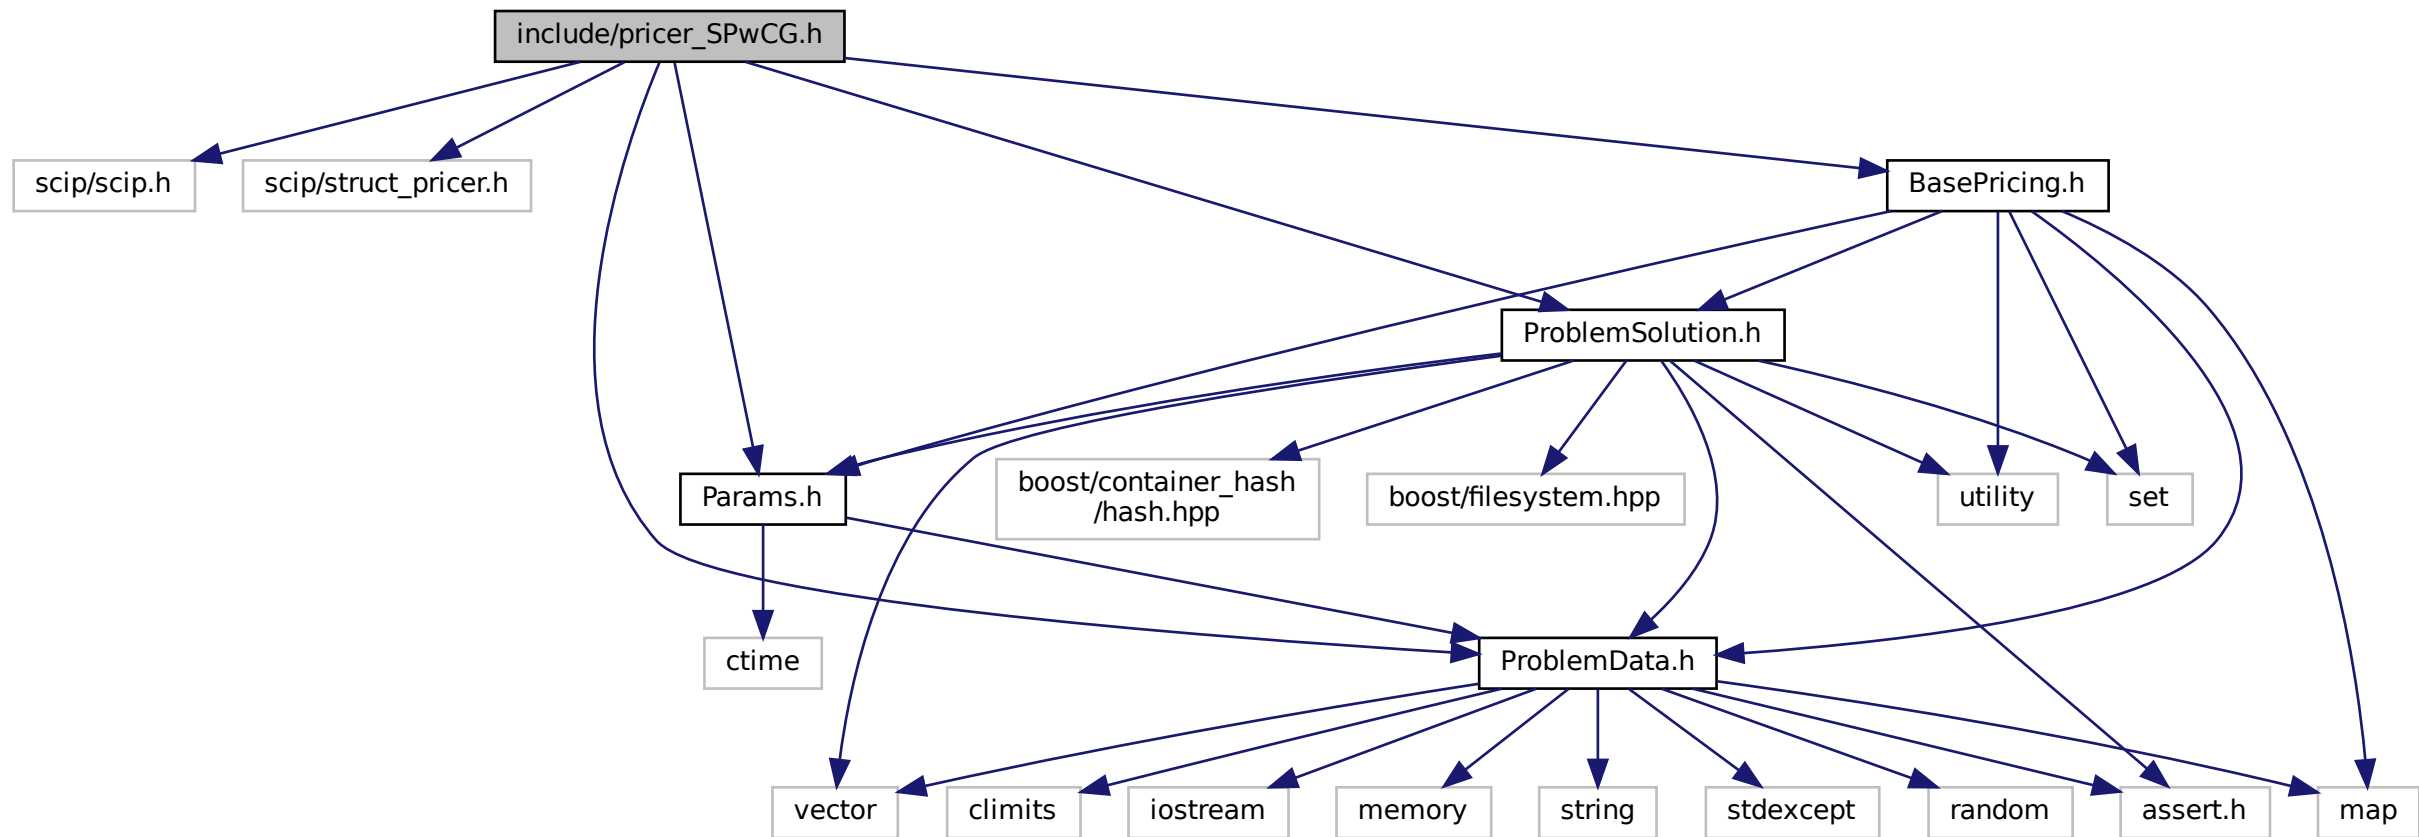 include/pricer_SPwCG.h
scip/scip.h
scip/struct_pricer.h
BasePricing.h
ProblemSolution.h
Params.h
boost/container_hash
/hash.hpp
boost/filesystem.hpp
utility
set
ctime
ProblemData.h
vector
climits
iostream
memory
string
stdexcept
random
assert.h
map